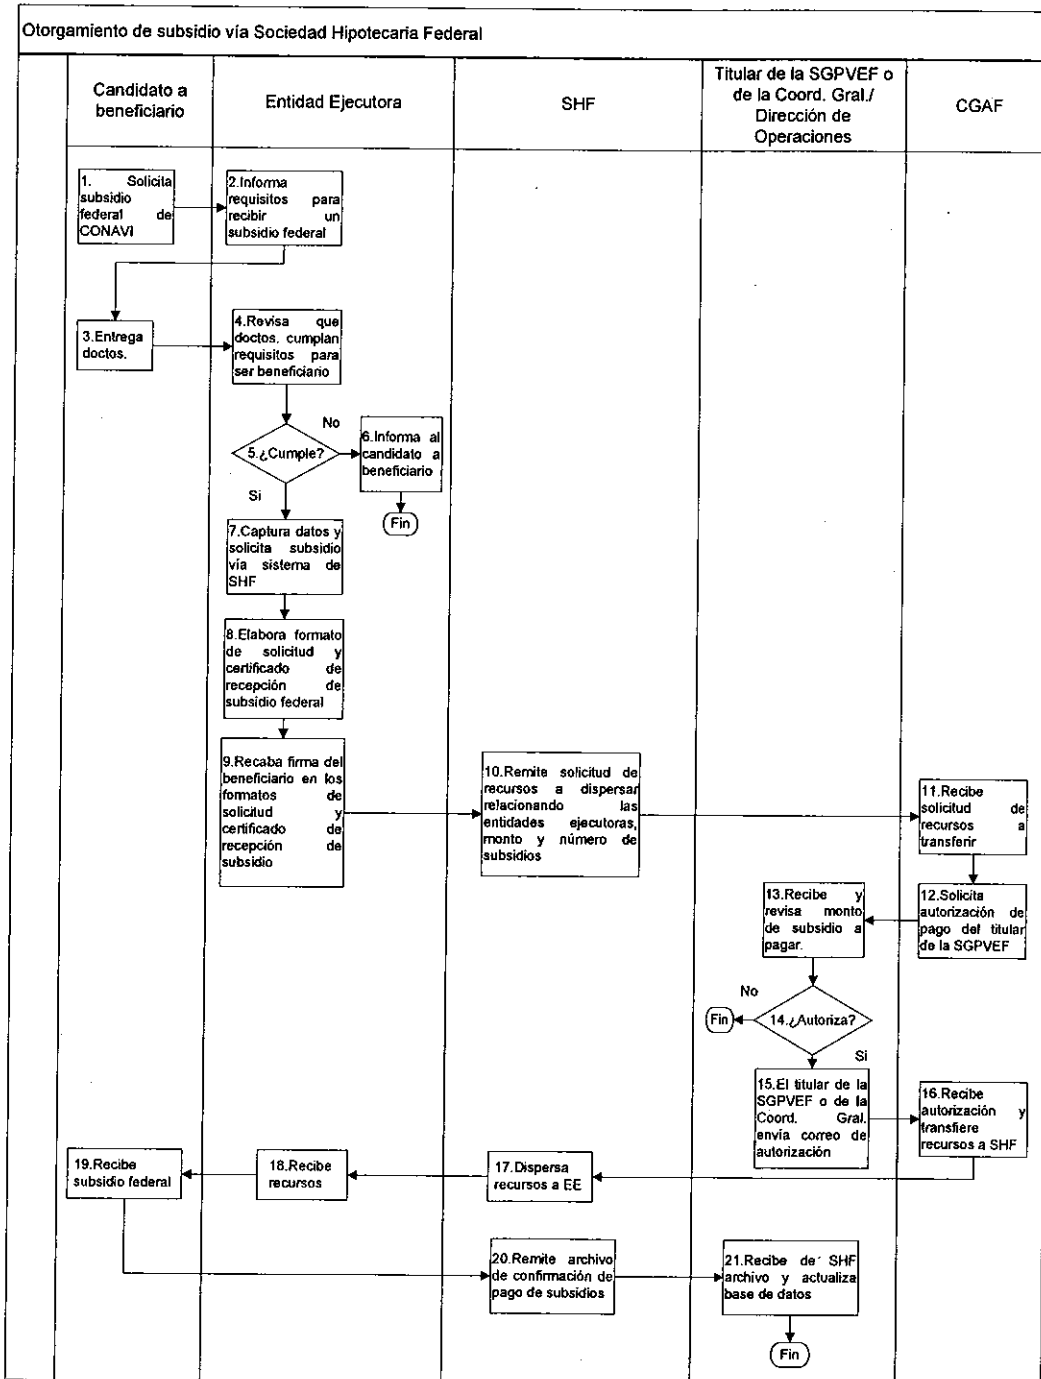 Otorgamiento de subsidio vía Sociedad Hipotecaria Federal
Candidato a
beneficiario
Entidad Ejecutora
SHF
Titular de la SGPVEF o
de la Coord. Gral./
Dirección de
Operaciones
CGAF
1. Solicita
subsidio
federal de
CONAVI
2.Informa
requisitos para
recibir un
subsidio federal
3.Entrega
doctos.
4.Revisa que
doctos. cumplan
requisitos para
ser beneficiario
No
5.¿Cumple?
6.Informa al
candidato a
beneficiario
Si
Fin
7.Captura datos y
solicita subsidio
vía sistema de
SHF
8.Elabora formato
de solicitud y
certificado de
recepción de
subsidio federal
9.Recaba firma del
beneficiario en los
formatos de
solicitud y
certificado de
recepción de
subsidio
10.Remite solicitud de
recursos a dispersar
relacionando las
entidades ejecutoras,
monto y número de
subsidios
11.Recibe
solicitud de
recursos a
transferir
12.Solicita
autorización de
pago del titular
de la SGPVEF
13.Recibe y
revisa monto
de subsidio a
pagar.
No
Fin
14.¿Autoriza?
Si
15.El titular de la
SGPVEF o de la
Coord. Gral.
envía correo de
autorización
16.Recibe
autorización y
transfiere
recursos a SHF
17.Dispersa
recursos a EE
18.Recibe
recursos
19.Recibe
subsidio federal
20.Remite archivo
de confirmación de
pago de subsidios
21.Recibe de SHF
archivo y actualiza
base de datos
Fin